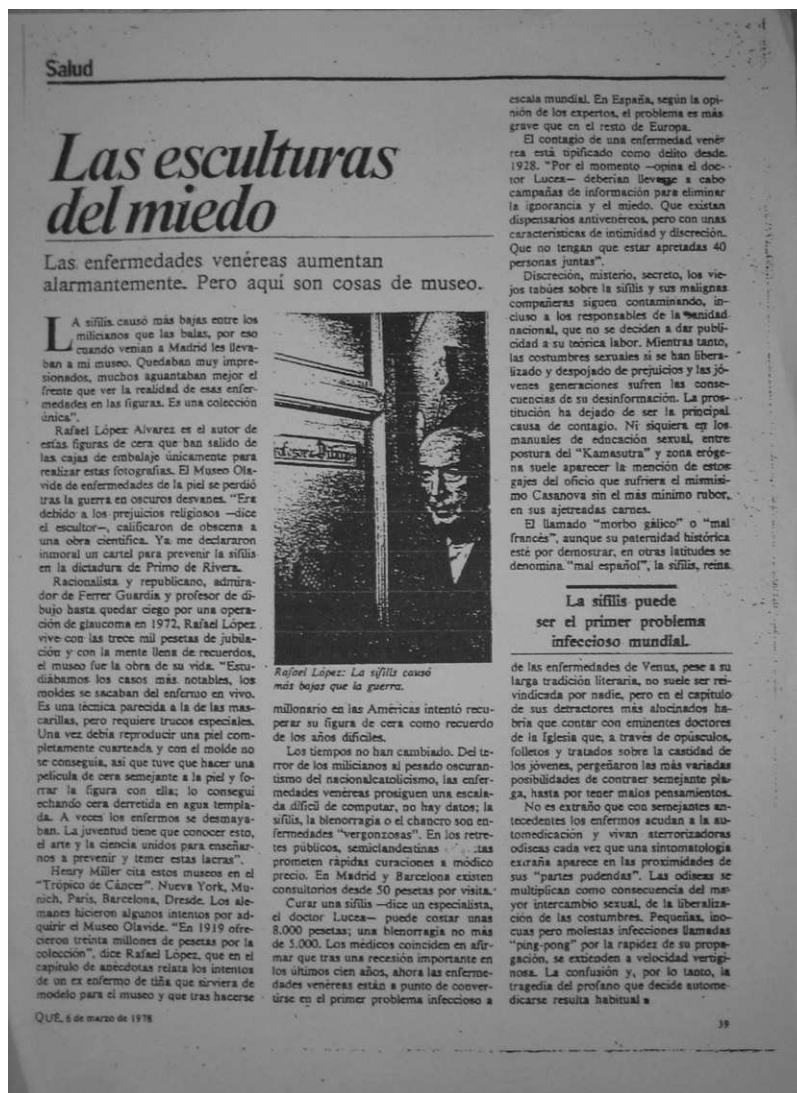 Salud
Las esculturas
del miedo
Las enfermedades venéreas aumentan
alarmantemente. Pero aquí son cosas de museo.
LA sífilis causó más bajas entre los
milicianos que las balas, por eso
cuando venían a Madrid les lleva-
ban a mi museo. Quedaban muy impre-
sionados, muchos aguantaban mejor el
frente que ver la realidad de esas enfer-
medades en las figuras. Es una colección
única".
Rafael López Alvarez es el autor de
estas figuras de cera que han salido de
las cajas de embalaje únicamente para
realizar estas fotografías. El Museo Ola-
vide de enfermedades de la piel se perdió
tras la guerra en oscuros desvanes. "Era
debido a los prejuicios religiosos —dice
el escultor—, calificaron de obscena a
una obra científica. Ya me declararon
inmoral un cartel para prevenir la sífilis
en la dictadura de Primo de Rivera.
Racionalista y republicano, admira-
dor de Ferrer Guardia y profesor de di-
bujo hasta quedar ciego por una opera-
ción de glaucoma en 1972, Rafael López
vive con las trece mil pesetas de jubila-
ción y con la mente llena de recuerdos,
el museo fue la obra de su vida. "Estu-
diábamos los casos más notables, los
moldes se sacaban del enfermo en vivo.
Es una técnica parecida a la de las mas-
carillas, pero requiere trucos especiales.
Una vez debía reproducir una piel com-
pletamente cuarteada y con el molde no
se conseguía, así que tuve que hacer una
película de cera semejante a la piel y fo-
rrar la figura con ella; lo conseguí
echando cera derretida en agua templa-
da. A veces los enfermos se desmaya-
ban. La juventud tiene que conocer esto,
el arte y la ciencia unidos para enseñar-
nos a prevenir y temer estas lacras".
Henry Miller cita estos museos en el
"Trópico de Cáncer". Nueva York, Mu-
nich, París, Barcelona, Dresde. Los ale-
manes hicieron algunos intentos por ad-
quirir el Museo Olavide. "En 1919 ofre-
cieron treinta millones de pesetas por la
colección", dice Rafael López, que en el
capítulo de anécdotas relata los intentos
de un ex enfermo de tiña que sirviera de
modelo para el museo y que tras hacerse
Profesora Dibujo
Rafael López: La sífilis causó
más bajas que la guerra.
millonario en las Américas intentó recu-
perar su figura de cera como recuerdo
de los años difíciles.
Los tiempos no han cambiado. Del te-
rror de los milicianos al pesado oscuran-
tismo del nacionalcatolicismo, las enfer-
medades venéreas prosiguen una escala-
da difícil de computar, no hay datos; la
sífilis, la blenorragia o el chancro son en-
fermedades "vergonzosas". En los retre-
tes públicos, semiclandestinas
prometen rápidas curaciones a módico
precio. En Madrid y Barcelona existen
consultorios desde 50 pesetas por visita.
Curar una sífilis —dice un especialista,
el doctor Lucea— puede costar unas
8.000 pesetas; una blenorragia no más
de 5.000. Los médicos coinciden en afir-
mar que tras una recesión importante en
los últimos cien años, ahora las enferme-
dades venéreas están a punto de conver-
tirse en el primer problema infeccioso a
escala mundial. En España, según la opi-
nión de los expertos, el problema es más
grave que en el resto de Europa.
El contagio de una enfermedad vené-
rea está tipificado como delito desde
1928. "Por el momento —opina el doc-
tor Lucea— deberían llevarse a cabo
campañas de información para eliminar
la ignorancia y el miedo. Que existan
dispensarios antivenéreos, pero con unas
características de intimidad y discreción.
Que no tengan que estar apretadas 40
personas juntas".
Discreción, misterio, secreto, los vie-
jos tabúes sobre la sífilis y sus malignas
compañeras siguen contaminando, in-
cluso a los responsables de la sanidad
nacional, que no se deciden a dar publi-
cidad a su teórica labor. Mientras tanto,
las costumbres sexuales si se han libera-
lizado y despojado de prejuicios y las jó-
venes generaciones sufren las conse-
cuencias de su desinformación. La pros-
titución ha dejado de ser la principal
causa de contagio. Ni siquiera en los
manuales de educación sexual, entre
postura del "Kamasutra" y zona eróge-
na suele aparecer la mención de estos
gajes del oficio que sufriera el mismísi-
mo Casanova sin el más mínimo rubor,
en sus ajetreadas carnes.
El llamado "morbo gálico" o "mal
francés", aunque su paternidad histórica
esté por demostrar, en otras latitudes se
denomina "mal español", la sífilis, reina
La sífilis puede
ser el primer problema
infeccioso mundial.
de las enfermedades de Venus, pese a su
larga tradición literaria, no suele ser rei-
vindicada por nadie, pero en el capítulo
de sus detractores más alucinados ha-
bría que contar con eminentes doctores
de la Iglesia que, a través de opúsculos,
folletos y tratados sobre la castidad de
los jóvenes, pergeñaron las más variadas
posibilidades de contraer semejante pla-
ga, hasta por tener malos pensamientos.
No es extraño que con semejantes an-
tecedentes los enfermos acudan a la au-
tomedicación y vivan aterrorizadoras
odiseas cada vez que una sintomatología
extraña aparece en las proximidades de
sus "partes pudendas". Las odiseas se
multiplican como consecuencia del ma-
yor intercambio sexual, de la liberaliza-
ción de las costumbres. Pequeñas, ino-
cuas pero molestas infecciones llamadas
"ping-pong" por la rapidez de su propa-
gación, se extienden a velocidad vertigi-
nosa. La confusión y, por lo tanto, la
tragedia del profano que decide autome-
dicarse resulta habitual ■
QUÉ, 6 de marzo de 1978
39